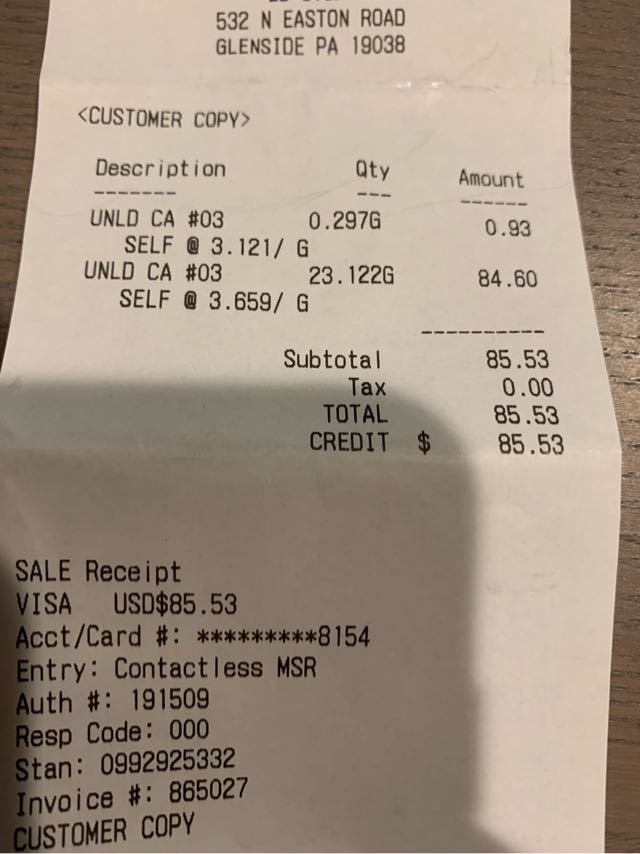 532 N EASTON ROAD
GLENSIDE PA 19038
<CUSTOMER COPY>
Description Qty Amount
------- --- ------
UNLD CA #03 0.297G 0.93
SELF @ 3.121/ G
UNLD CA #03 23.122G 84.60
SELF @ 3.659/ G
----------
Subtotal 85.53
Tax 0.00
TOTAL 85.53
CREDIT $ 85.53
SALE Receipt
VISA USD$85.53
Acct/Card #: *********8154
Entry: Contactless MSR
Auth #: 191509
Resp Code: 000
Stan: 0992925332
Invoice #: 865027
CUSTOMER COPY